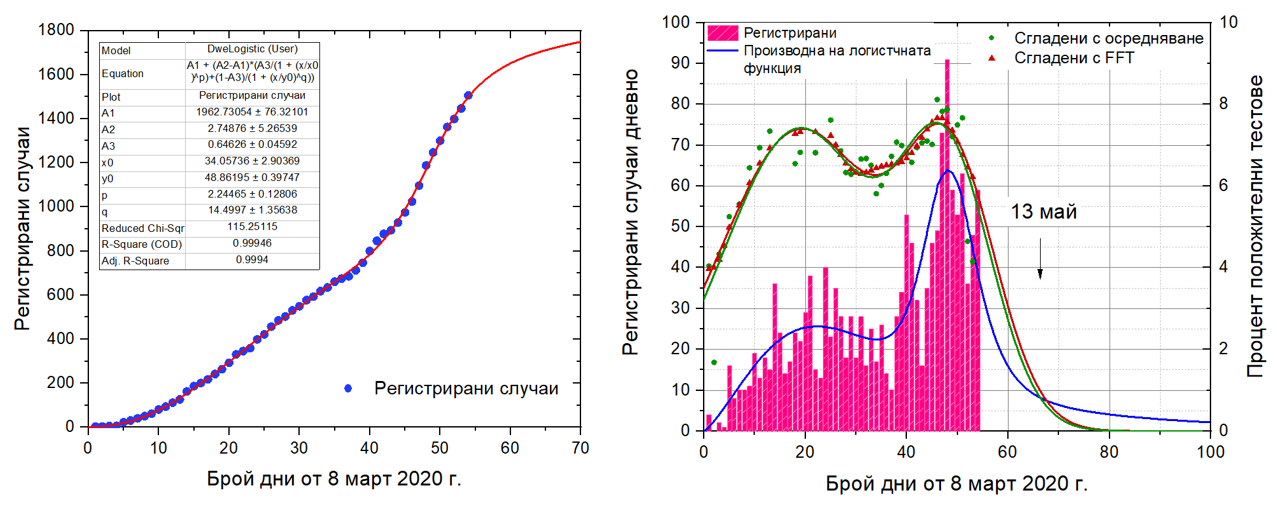 1800
1600
1400
1200
1000
800
600
400
200
0
Регистрирани случаи
Model DweLogistic (User)
Equation A1 + (A2-A1)*(A3/(1 + (x/x0
)^p)+(1-A3)/(1 + (x/y0)^q))
Plot Регистрирани случаи
A1 1962.73054 ± 76.32101
A2 2.74876 ± 5.26539
A3 0.64626 ± 0.04592
x0 34.05736 ± 2.90369
y0 48.86195 ± 0.39747
p 2.24465 ± 0.12806
q 14.4997 ± 1.35638
Reduced Chi-Sqr 115.25115
R-Square (COD) 0.99946
Adj. R-Square 0.9994
Регистрирани случаи
0 10 20 30 40 50 60 70
Брой дни от 8 март 2020 г.
100
90
80
70
60
50
40
30
20
10
0
Регистрирани случаи дневно
Регистрирани
Производна на логистчната
функция
Сгладени с осредняване
Сгладени с FFT
13 май
10
8
6
4
2
0
Процент положителни тестове
0 20 40 60 80 100
Брой дни от 8 март 2020 г.